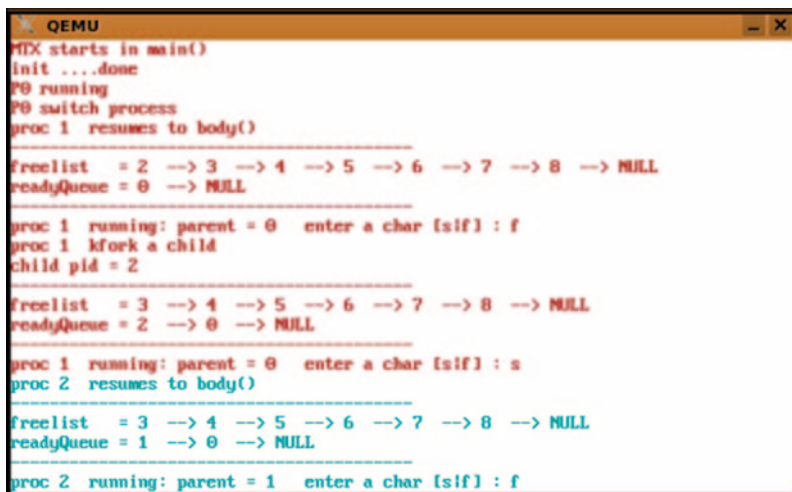 QEMU
MTX starts in main()
init ....done
P0 running
P0 switch process
proc 1 resumes to body()
----------------------------------------
freelist = 2 --> 3 --> 4 --> 5 --> 6 --> 7 --> 8 --> NULL
readyQueue = 0 --> NULL
----------------------------------------
proc 1 running: parent = 0 enter a char [s|f] : f
proc 1 kfork a child
child pid = 2
----------------------------------------
freelist = 3 --> 4 --> 5 --> 6 --> 7 --> 8 --> NULL
readyQueue = 2 --> 0 --> NULL
----------------------------------------
proc 1 running: parent = 0 enter a char [s|f] : s
proc 2 resumes to body()
----------------------------------------
freelist = 3 --> 4 --> 5 --> 6 --> 7 --> 8 --> NULL
readyQueue = 1 --> 0 --> NULL
----------------------------------------
proc 2 running: parent = 1 enter a char [s|f] : f